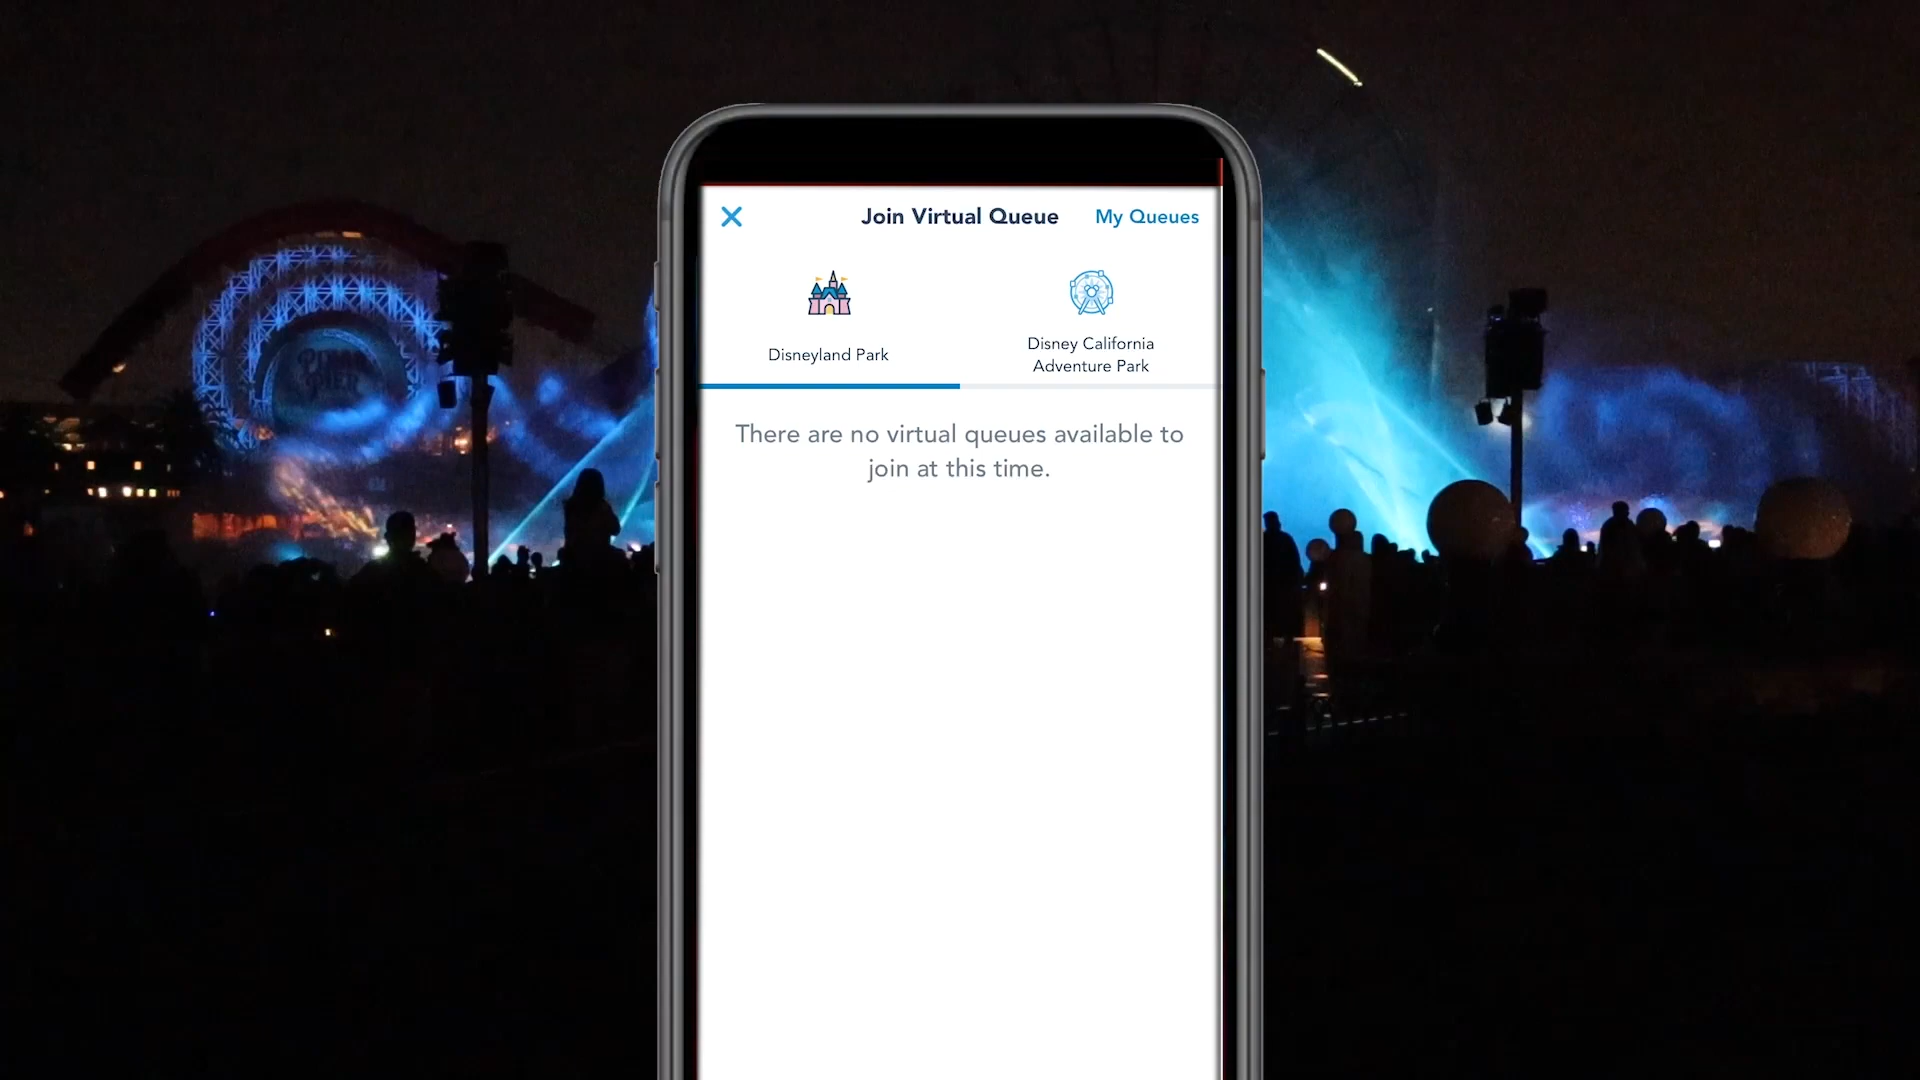 Join Virtual Queue
My Queues
Disneyland Park
Disney California
Adventure Park
There are no virtual queues available to
join at this time.